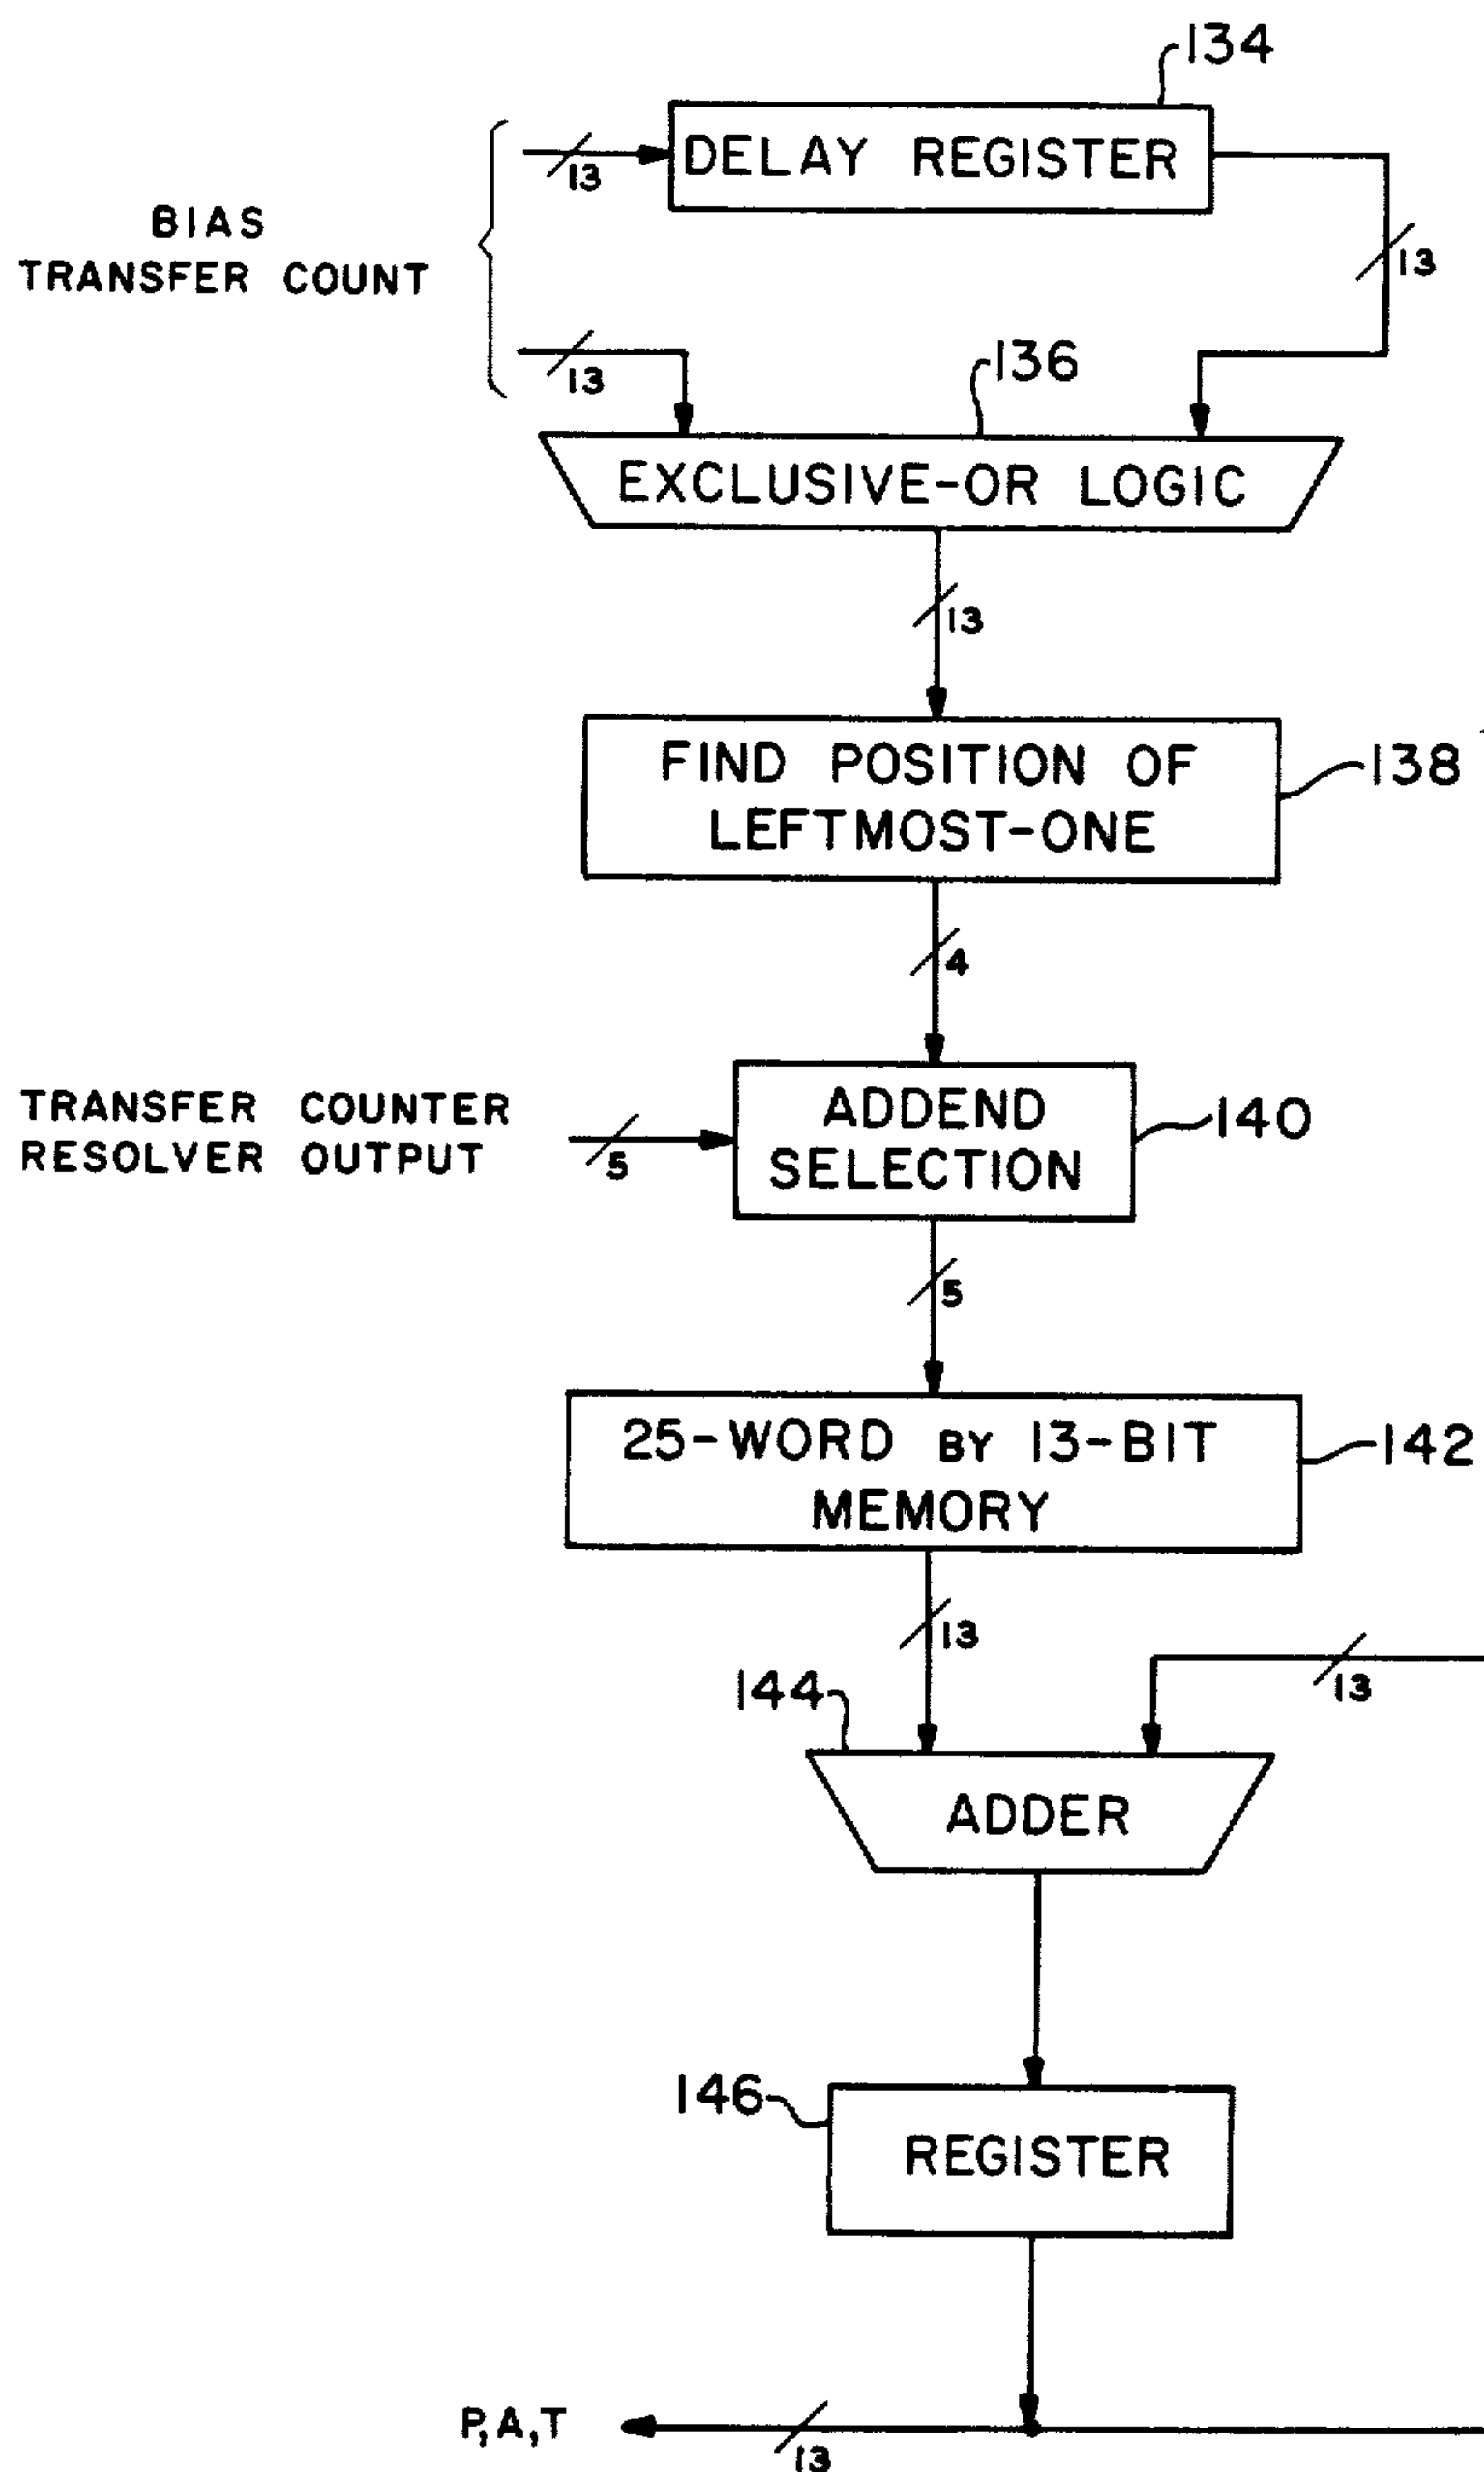 134
DELAY REGISTER
13
BIAS
TRANSFER COUNT
13
13
136
EXCLUSIVE-OR LOGIC
13
FIND POSITION OF
LEFTMOST-ONE
138
4
TRANSFER COUNTER
RESOLVER OUTPUT
5
ADDEND
SELECTION
140
5
25-WORD BY 13-BIT
MEMORY
142
13
13
144
ADDER
146
REGISTER
P,A,T
13